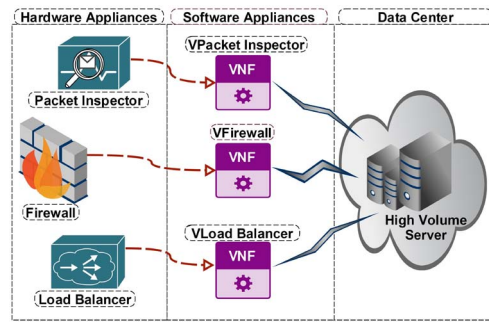 Hardware Appliances
Software Appliances
Data Center
Packet Inspector
VPacket Inspector
VNF
Firewall
VFirewall
VNF
Load Balancer
VLoad Balancer
VNF
High Volume
Server